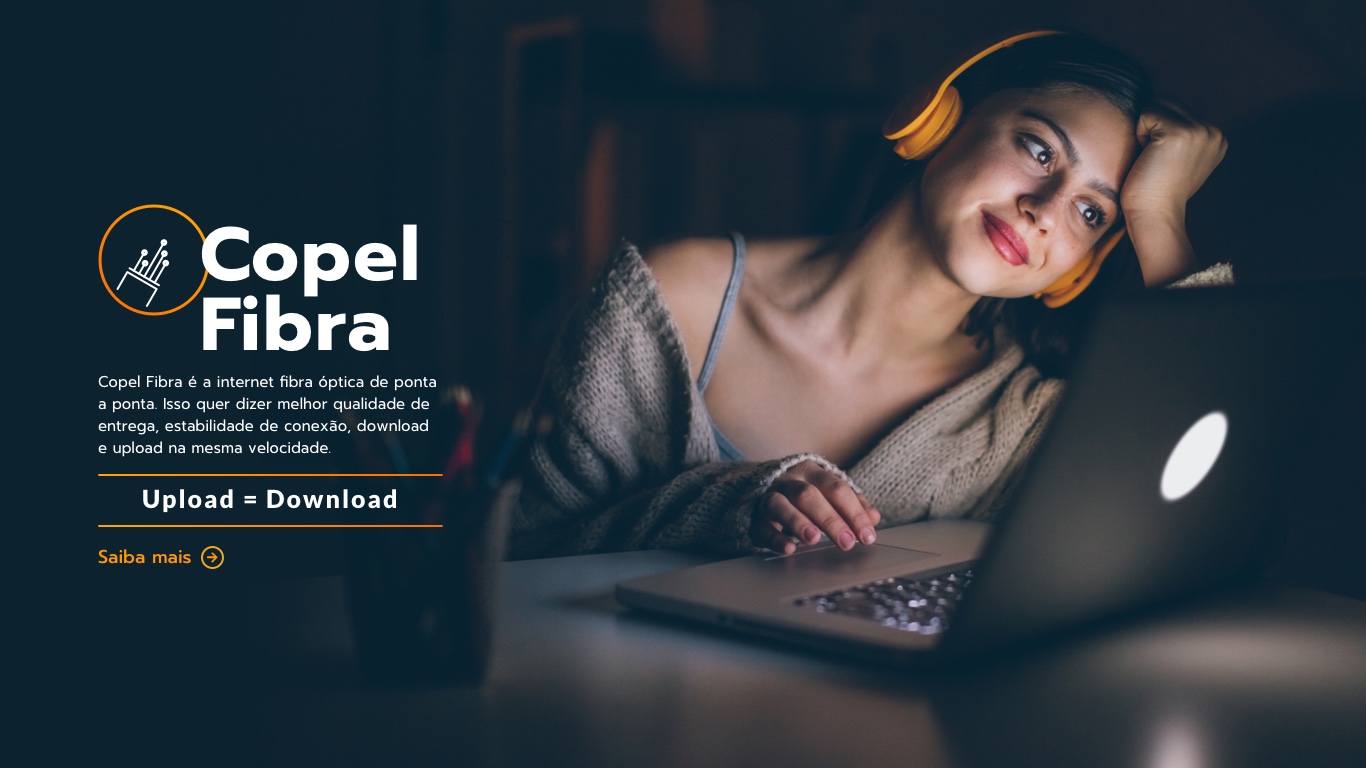 Copel
Fibra
Copel Fibra é a internet fibra óptica de ponta
a ponta. Isso quer dizer melhor qualidade de
entrega, estabilidade de conexão, download
e upload na mesma velocidade.
Upload = Download
Saiba mais